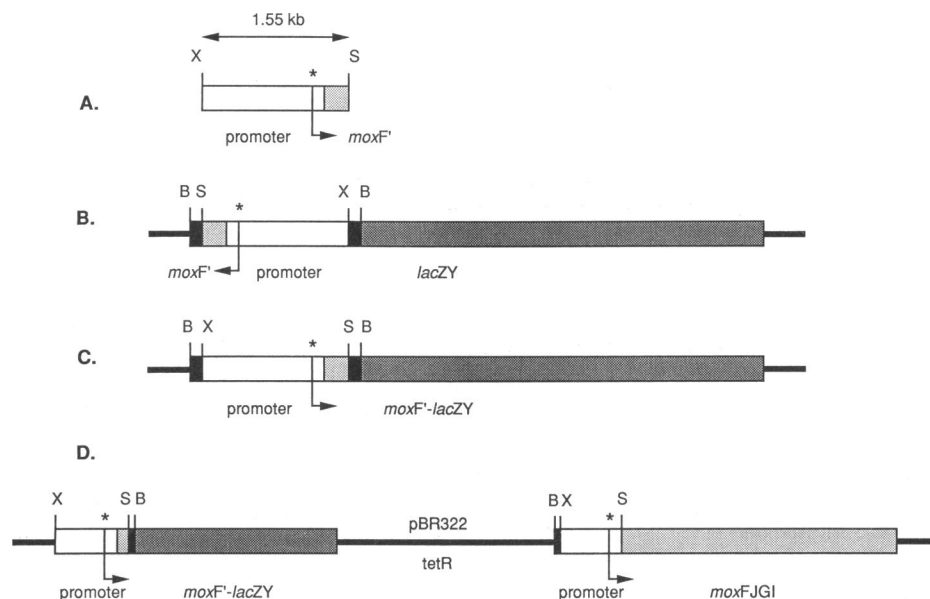 1.55 kb
X S
*
A.
promoter moxF'
B S X B
*
B.
moxF' promoter lacZY
B X S B
*
C.
promoter moxF'-lacZY
D.
X S B B X S
* *
pBR322
tetR
promoter moxF'-lacZY promoter moxFJGI